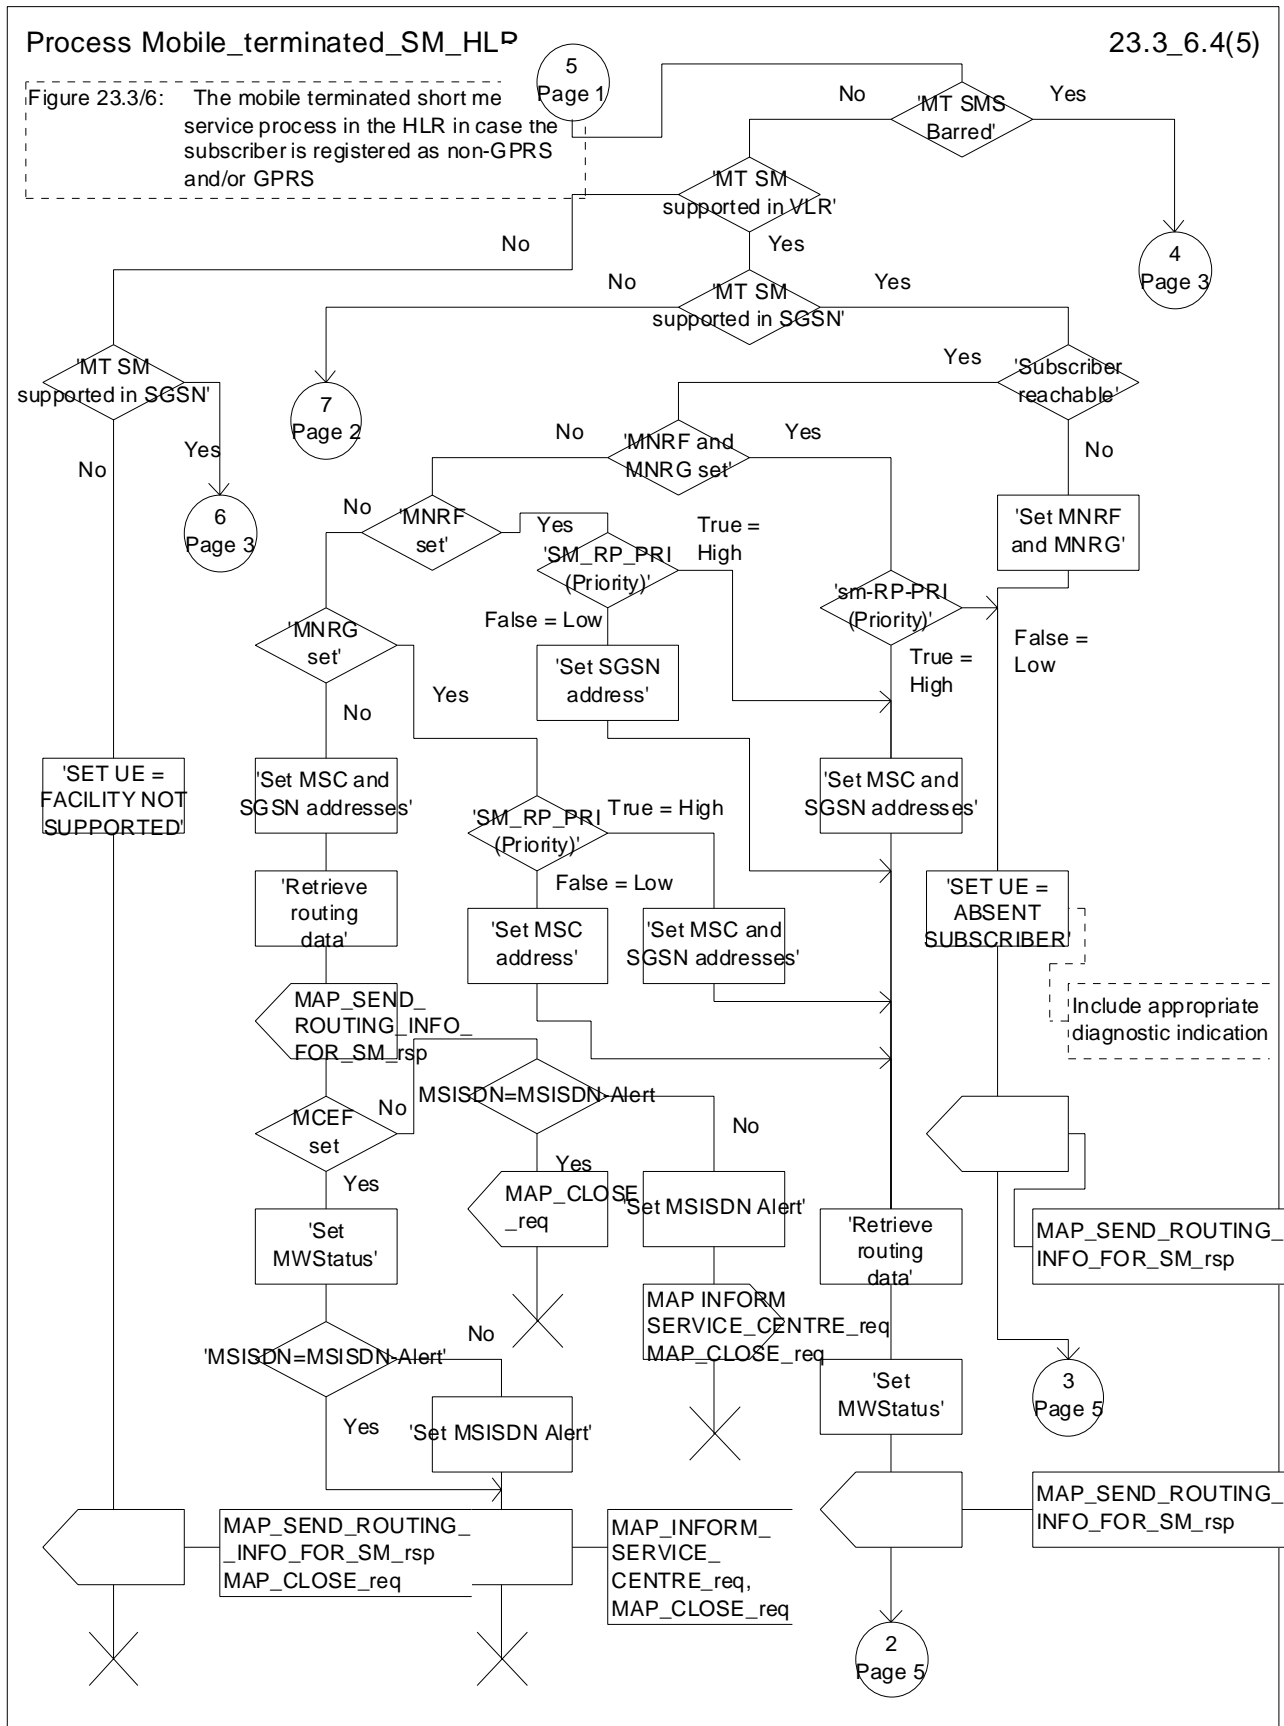 Process Mobile_terminated_SM_HLR
23.3_6.4(5)
5
Page 1
Figure 23.3/6: The mobile terminated short me
service process in the HLR in case the
subscriber is registered as non-GPRS
and/or GPRS
No
'MT SMS
Barred'
Yes
'MT SM
supported in VLR'
No
Yes
4
Page 3
No
'MT SM
supported in SGSN'
Yes
'MT SM
supported in SGSN'
7
Page 2
Yes
'Subscriber
reachable'
No
Yes
No
'MNRF and
MNRG set'
Yes
No
6
Page 3
No
'MNRF
set'
Yes
'SM_RP_PRI
(Priority)'
True =
High
'Set MNRF
and MNRG'
'sm-RP-PRI
(Priority)'
False = Low
False =
Low
True =
High
'MNRG
set'
Yes
No
'Set SGSN
address'
'SET UE =
FACILITY NOT
SUPPORTED'
'Set MSC and
SGSN addresses'
'SM_RP_PRI
(Priority)'
True = High
'Set MSC and
SGSN addresses'
False = Low
'Retrieve
routing
data'
'Set MSC
address'
'Set MSC and
SGSN addresses'
'SET UE =
ABSENT
SUBSCRIBER'
MAP_SEND_
ROUTING_INFO_
FOR_SM_rsp
Include appropriate
diagnostic indication
MCEF
set
No
MSISDN=MSISDN-Alert
No
Yes
Yes
MAP_CLOSE
_req
'Set MSISDN Alert'
'Set
MWStatus'
'Retrieve
routing
data'
MAP_SEND_ROUTING_
INFO_FOR_SM_rsp
MAP INFORM
SERVICE_CENTRE_req
MAP_CLOSE_req
'MSISDN=MSISDN-Alert'
No
Yes
'Set MSISDN Alert'
'Set
MWStatus'
3
Page 5
MAP_SEND_ROUTING_
_INFO_FOR_SM_rsp
MAP_CLOSE_req
MAP_INFORM_
SERVICE_
CENTRE_req,
MAP_CLOSE_req
MAP_SEND_ROUTING_
INFO_FOR_SM_rsp
2
Page 5